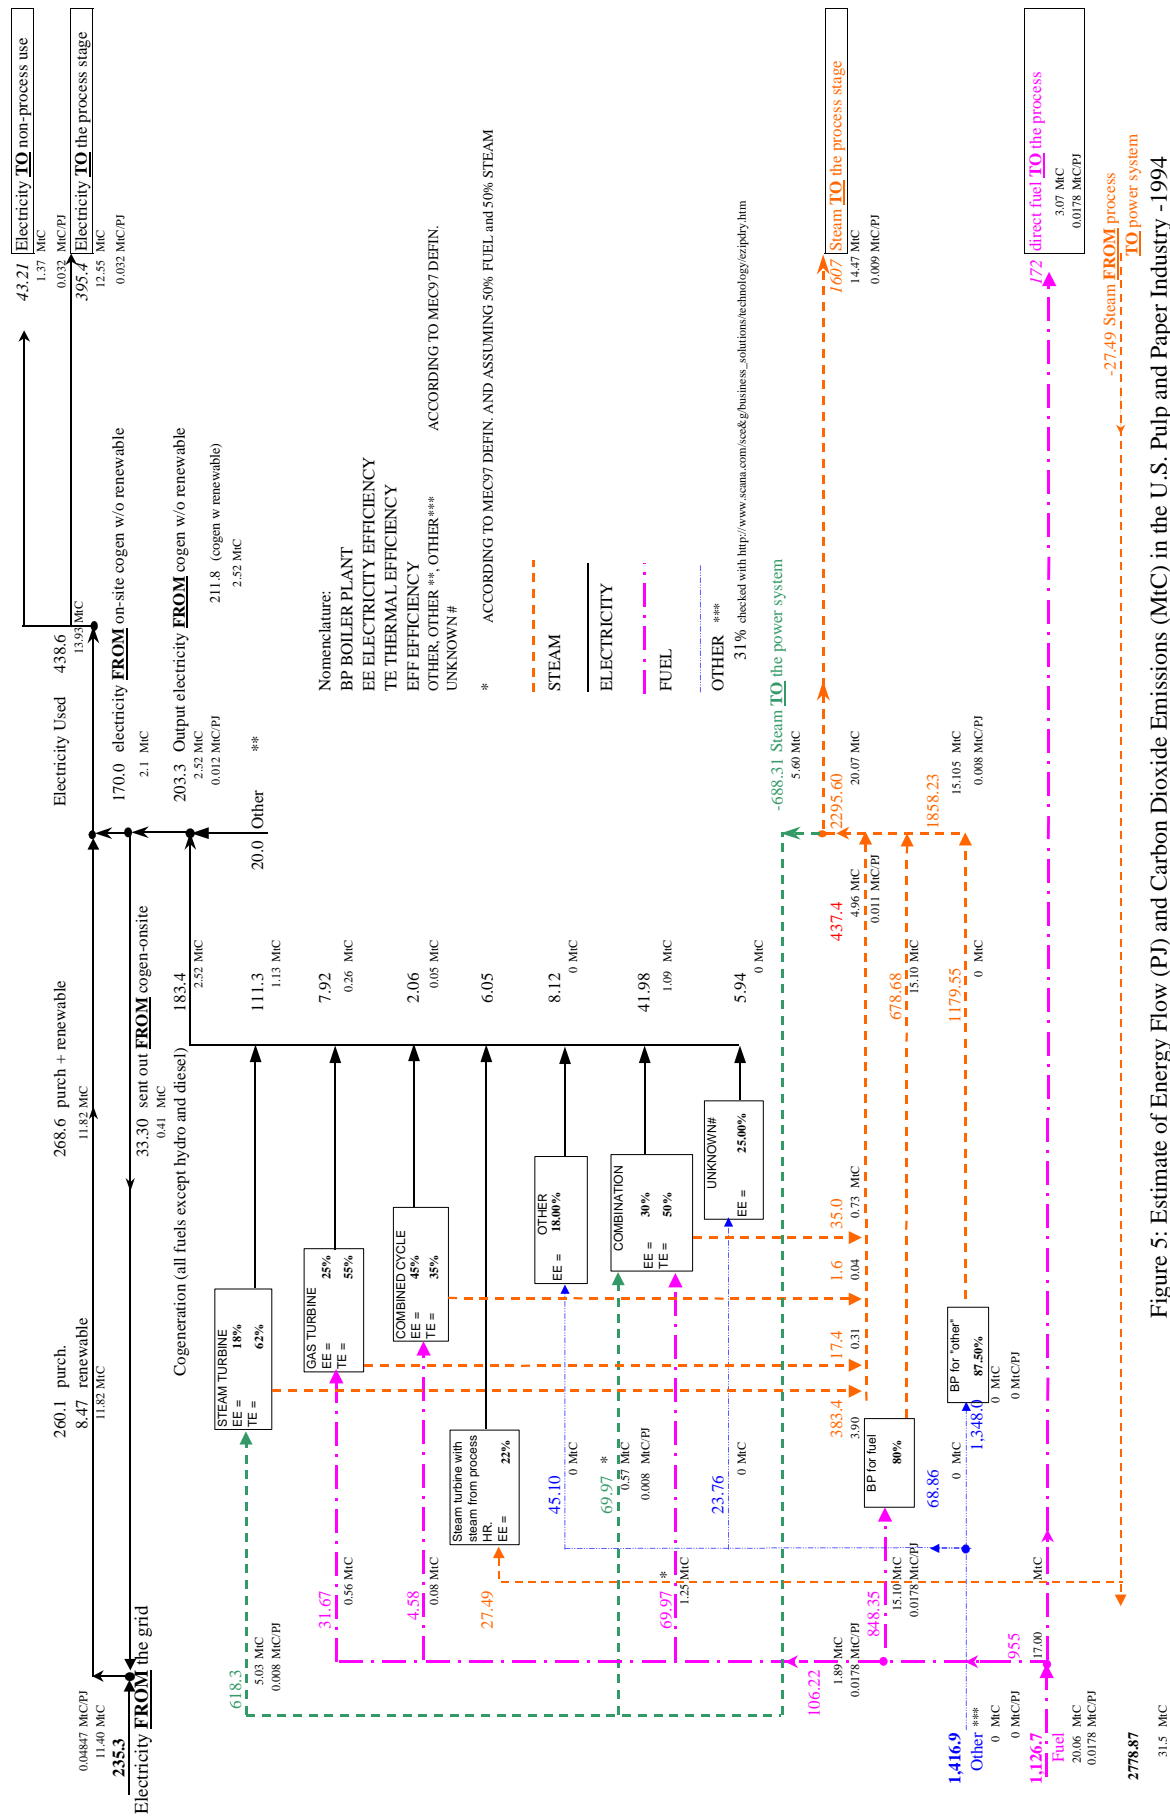 0.04847 MtC/PJ
11.40 MtC
235.3
Electricity FROM the grid
260.1 purch.
8.47 renewable
11.82 MtC
268.6 purch + renewable
11.82 MtC
33.30 sent out FROM cogen-onsite
0.41 MtC
Electricity Used 438.6
13.93 MtC
43.21 Electricity TO non-process use
1.37 MtC
0.032 MtC/PJ
395.4 Electricity TO the process stage
12.55 MtC
0.032 MtC/PJ
170.0 electricity FROM on-site cogen w/o renewable
2.1 MtC
203.3 Output electricity FROM cogen w/o renewable
2.52 MtC
0.012 MtC/PJ
211.8 (cogen w renewable)
2.52 MtC
20.0 Other **
Cogeneration (all fuels except hydro and diesel)
183.4
2.52 MtC
111.3
1.13 MtC
7.92
0.26 MtC
2.06
0.05 MtC
6.05
8.12
0 MtC
41.98
1.09 MtC
5.94
0 MtC
STEAM TURBINE
EE = 18%
TE = 62%
GAS TURBINE
EE = 25%
TE = 55%
COMBINED CYCLE
EE = 45%
TE = 35%
Steam turbine with
steam from process
HR.
EE = 22%
OTHER
EE = 18.00%
COMBINATION
EE = 30%
TE = 50%
UNKNOWN#
EE = 25.00%
618.3
5.03 MtC
0.008 MtC/PJ
31.67
0.56 MtC
4.58
0.08 MtC
27.49
45.10
0 MtC
69.97 *
0.57 MtC
0.008 MtC/PJ
69.97 *
1.25 MtC
23.76
0 MtC
Nomenclature:
BP BOILER PLANT
EE ELECTRICITY EFFICIENCY
TE THERMAL EFFICIENCY
EFF EFFICIENCY
OTHER, OTHER **, OTHER*** ACCORDING TO MEC97 DEFIN.
UNKNOWN #
* ACCORDING TO MEC97 DEFIN. AND ASSUMING 50% FUEL and 50% STEAM
STEAM
ELECTRICITY
FUEL
OTHER ***
31% checked with http://www.scana.com/sce&g/business_solutions/technology/ezipdry.htm
-688.31 Steam TO the power system
5.60 MtC
106.22
1.89 MtC
0.0178 MtC/PJ
848.35
15.10 MtC
0.0178 MtC/PJ
383.4
3.90
17.4
0.31
1.6
0.04
35.0
0.73 MtC
437.4
4.96 MtC
0.011 MtC/PJ
2295.60
20.07 MtC
1607 Steam TO the process stage
14.47 MtC
0.009 MtC/PJ
BP for fuel
80%
678.68
15.10 MtC
1858.23
15.105 MtC
0.008 MtC/PJ
68.86
0 MtC
1,348.0
0 MtC
0 MtC/PJ
BP for "other"
87.50%
1179.55
0 MtC
1,416.9
Other ***
0 MtC
0 MtC/PJ
955
17.00 MtC
1,126.7
Fuel
20.06 MtC
0.0178 MtC/PJ
172 direct fuel TO the process
3.07 MtC
0.0178 MtC/PJ
-27.49 Steam FROM process
TO power system
2778.87
31.5 MtC
Figure 5: Estimate of Energy Flow (PJ) and Carbon Dioxide Emissions (MtC) in the U.S. Pulp and Paper Industry -1994